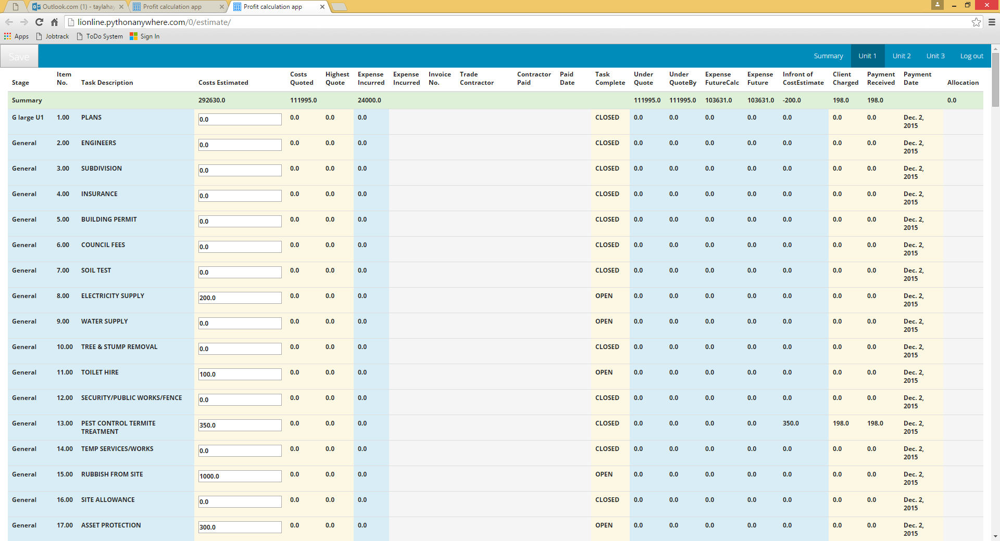 Outlook.com (1) - taylahay
Profit calculation app
Profit calculation app
lionline.pythonanywhere.com/0/estimate/
Apps Jobtrack ToDo System Sign In
Save Summary Unit 1 Unit 2 Unit 3 Log out
Stage Item No. Task Description Costs Estimated Costs Quoted Highest Quote Expense Incurred Expense Incurred Invoice No. Trade Contractor Contractor Paid Paid Date Task Complete Under Quote Under QuoteBy Expense FutureCalc Expense Future Infront of CostEstimate Client Charged Payment Received Payment Date Allocation
Summary 292630.0 111995.0 24000.0 111995.0 111995.0 103631.0 103631.0 -200.0 198.0 198.0 0.0
G large U1 1.00 PLANS 0.0 0.0 0.0 0.0 CLOSED 0.0 0.0 0.0 0.0 0.0 0.0 0.0 Dec. 2, 2015
General 2.00 ENGINEERS 0.0 0.0 0.0 0.0 CLOSED 0.0 0.0 0.0 0.0 0.0 0.0 0.0 Dec. 2, 2015
General 3.00 SUBDIVISION 0.0 0.0 0.0 0.0 CLOSED 0.0 0.0 0.0 0.0 0.0 0.0 0.0 Dec. 2, 2015
General 4.00 INSURANCE 0.0 0.0 0.0 0.0 CLOSED 0.0 0.0 0.0 0.0 0.0 0.0 0.0 Dec. 2, 2015
General 5.00 BUILDING PERMIT 0.0 0.0 0.0 0.0 CLOSED 0.0 0.0 0.0 0.0 0.0 0.0 0.0 Dec. 2, 2015
General 6.00 COUNCIL FEES 0.0 0.0 0.0 0.0 CLOSED 0.0 0.0 0.0 0.0 0.0 0.0 0.0 Dec. 2, 2015
General 7.00 SOIL TEST 0.0 0.0 0.0 0.0 CLOSED 0.0 0.0 0.0 0.0 0.0 0.0 0.0 Dec. 2, 2015
General 8.00 ELECTRICITY SUPPLY 200.0 0.0 0.0 0.0 OPEN 0.0 0.0 0.0 0.0 0.0 0.0 0.0 Dec. 2, 2015
General 9.00 WATER SUPPLY 0.0 0.0 0.0 0.0 OPEN 0.0 0.0 0.0 0.0 0.0 0.0 0.0 Dec. 2, 2015
General 10.00 TREE & STUMP REMOVAL 0.0 0.0 0.0 0.0 CLOSED 0.0 0.0 0.0 0.0 0.0 0.0 0.0 Dec. 2, 2015
General 11.00 TOILET HIRE 100.0 0.0 0.0 0.0 OPEN 0.0 0.0 0.0 0.0 0.0 0.0 0.0 Dec. 2, 2015
General 12.00 SECURITY/PUBLIC WORKS/FENCE 0.0 0.0 0.0 0.0 CLOSED 0.0 0.0 0.0 0.0 0.0 0.0 0.0 Dec. 2, 2015
General 13.00 PEST CONTROL TERMITE TREATMENT 350.0 0.0 0.0 0.0 CLOSED 0.0 0.0 0.0 0.0 350.0 198.0 198.0 Dec. 2, 2015
General 14.00 TEMP SERVICES/WORKS 0.0 0.0 0.0 0.0 CLOSED 0.0 0.0 0.0 0.0 0.0 0.0 0.0 Dec. 2, 2015
General 15.00 RUBBISH FROM SITE 1000.0 0.0 0.0 0.0 OPEN 0.0 0.0 0.0 0.0 0.0 0.0 0.0 Dec. 2, 2015
General 16.00 SITE ALLOWANCE 0.0 0.0 0.0 0.0 CLOSED 0.0 0.0 0.0 0.0 0.0 0.0 0.0 Dec. 2, 2015
General 17.00 ASSET PROTECTION 300.0 0.0 0.0 0.0 OPEN 0.0 0.0 0.0 0.0 0.0 0.0 0.0 Dec. 2, 2015